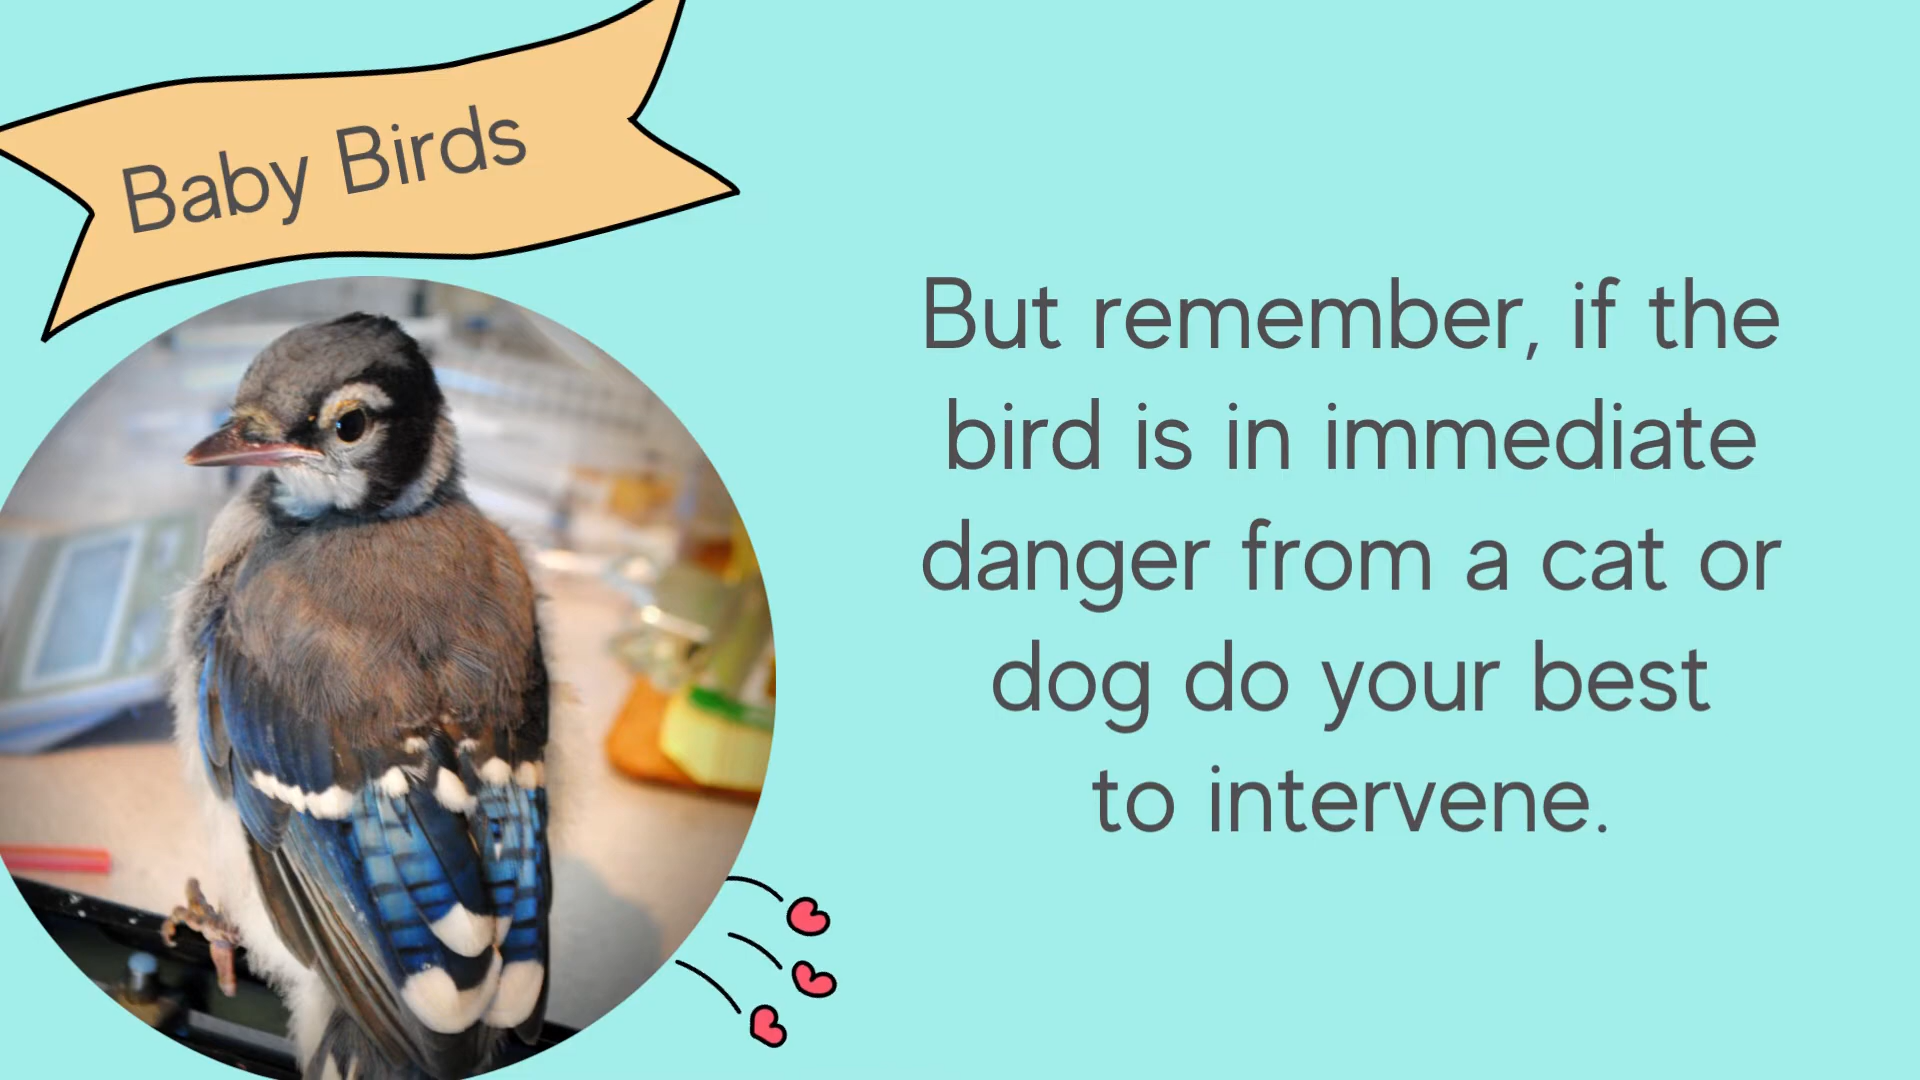 Baby Birds
But remember, if the
bird is in immediate
danger from a cat or
dog do your best
to intervene.